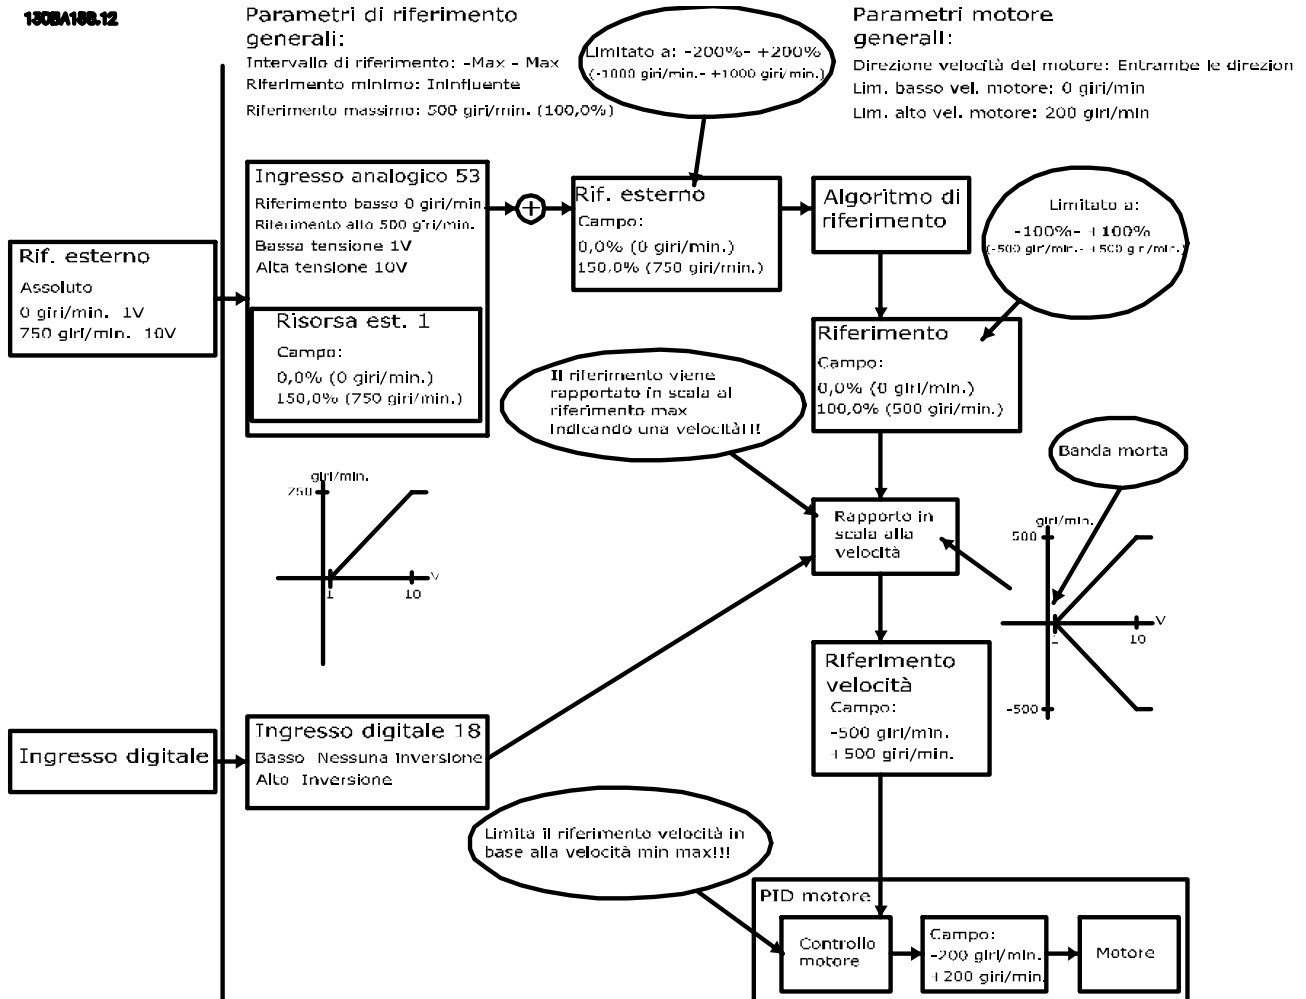 130BA188.12
Parametri di riferimento
generali:
Intervallo di riferimento: -Max - Max
Riferimento minimo: Ininfluente
Riferimento massimo: 500 giri/min. (100,0%)
Limitato a: -200%- +200%
(-1000 giri/min.- +1000 giri/min.)
Parametri motore
generali:
Direzione velocità del motore: Entrambe le direzion
Lim. basso vel. motore: 0 giri/min
Lim. alto vel. motore: 200 giri/min
Rif. esterno
Assoluto
0 giri/min. 1V
750 giri/min. 10V
Ingresso analogico 53
Riferimento basso 0 giri/min.
Riferimento alto 500 giri/min.
Bassa tensione 1V
Alta tensione 10V
Risorsa est. 1
Campo:
0,0% (0 giri/min.)
150,0% (750 giri/min.)
+
Rif. esterno
Campo:
0,0% (0 giri/min.)
150,0% (750 giri/min.)
Algoritmo di
riferimento
Limitato a:
-100%- +100%
(-500 giri/min.- +500 giri/min.)
Riferimento
Campo:
0,0% (0 giri/min.)
100,0% (500 giri/min.)
Il riferimento viene
rapportato in scala al
riferimento max
indicando una velocità!!!
Banda morta
giri/min.
750
1
10
V
Rapporto in
scala alla
velocità
giri/min.
500
1
10
V
-500
Riferimento
velocità
Campo:
-500 giri/min.
+500 giri/min.
Ingresso digitale
Ingresso digitale 18
Basso Nessuna inversione
Alto Inversione
Limita il riferimento velocità in
base alla velocità min max!!!
PID motore
Controllo
motore
Campo:
-200 giri/min.
+200 giri/min.
Motore